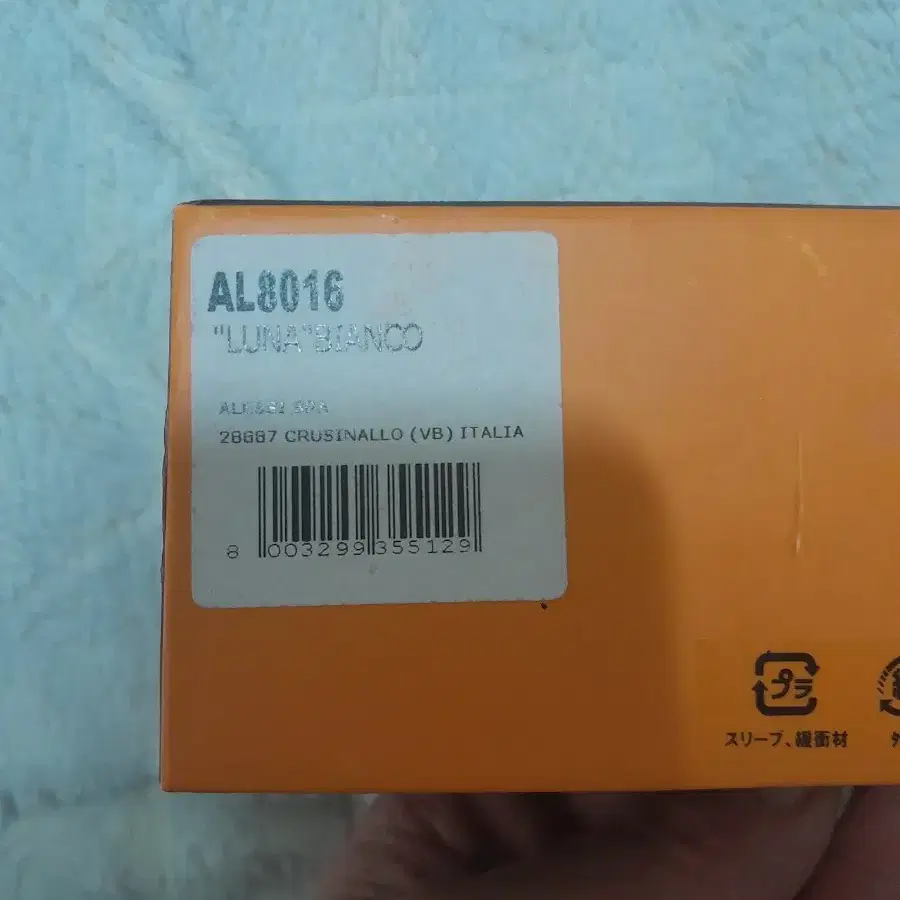 AL8016
"LUNA"BIANCO
ALESSI SPA
28887 CRUSINALLO (VB) ITALIA
8 003299 355129
プラ
スリーブ、緩衝材